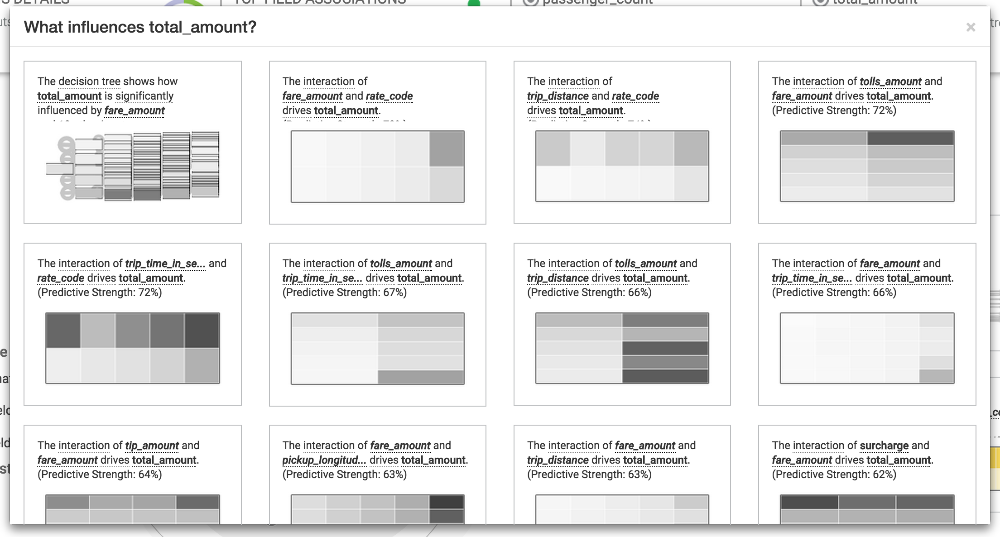 S DETAILS
TOP FIELD ASSOCIATIONS
passenger_count
total_amount
What influences total_amount?
×
The decision tree shows how
total_amount is significantly
influenced by fare_amount
The interaction of
fare_amount and rate_code
drives total_amount.
The interaction of
trip_distance and rate_code
drives total_amount.
The interaction of tolls_amount and
fare_amount drives total_amount.
(Predictive Strength: 72%)
The interaction of trip_time_in_se... and
rate_code drives total_amount.
(Predictive Strength: 72%)
The interaction of tolls_amount and
trip_time_in_se... drives total_amount.
(Predictive Strength: 67%)
The interaction of tolls_amount and
trip_distance drives total_amount.
(Predictive Strength: 66%)
The interaction of fare_amount and
trip_time_in_se... drives total_amount.
(Predictive Strength: 66%)
The interaction of tip_amount and
fare_amount drives total_amount.
(Predictive Strength: 64%)
The interaction of fare_amount and
pickup_longitud... drives total_amount.
(Predictive Strength: 63%)
The interaction of fare_amount and
trip_distance drives total_amount.
(Predictive Strength: 63%)
The interaction of surcharge and
fare_amount drives total_amount.
(Predictive Strength: 62%)